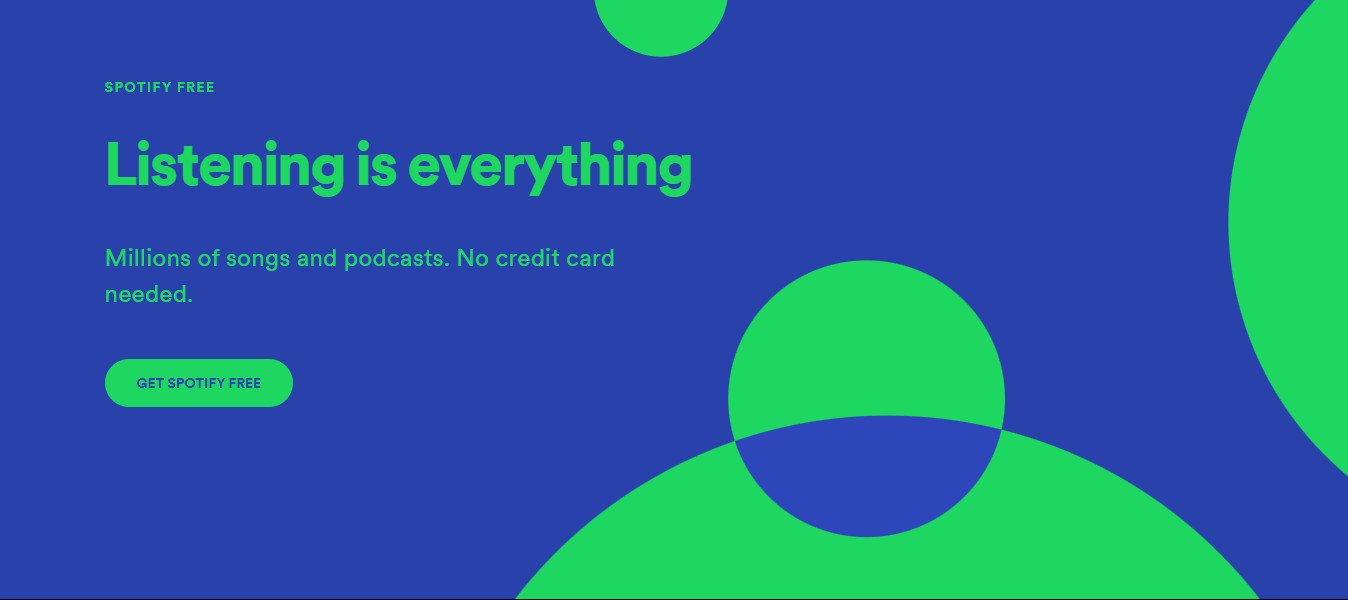 SPOTIFY FREE
Listening is everything
Millions of songs and podcasts. No credit card
needed.
GET SPOTIFY FREE